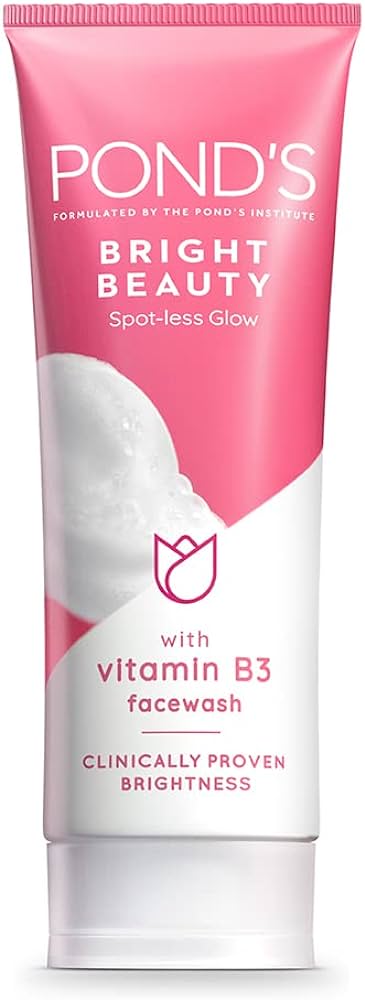 POND'S
FORMULATED BY THE POND'S INSTITUTE
BRIGHT
BEAUTY
Spot-less Glow
with
vitamin B3
facewash
CLINICALLY PROVEN
BRIGHTNESS